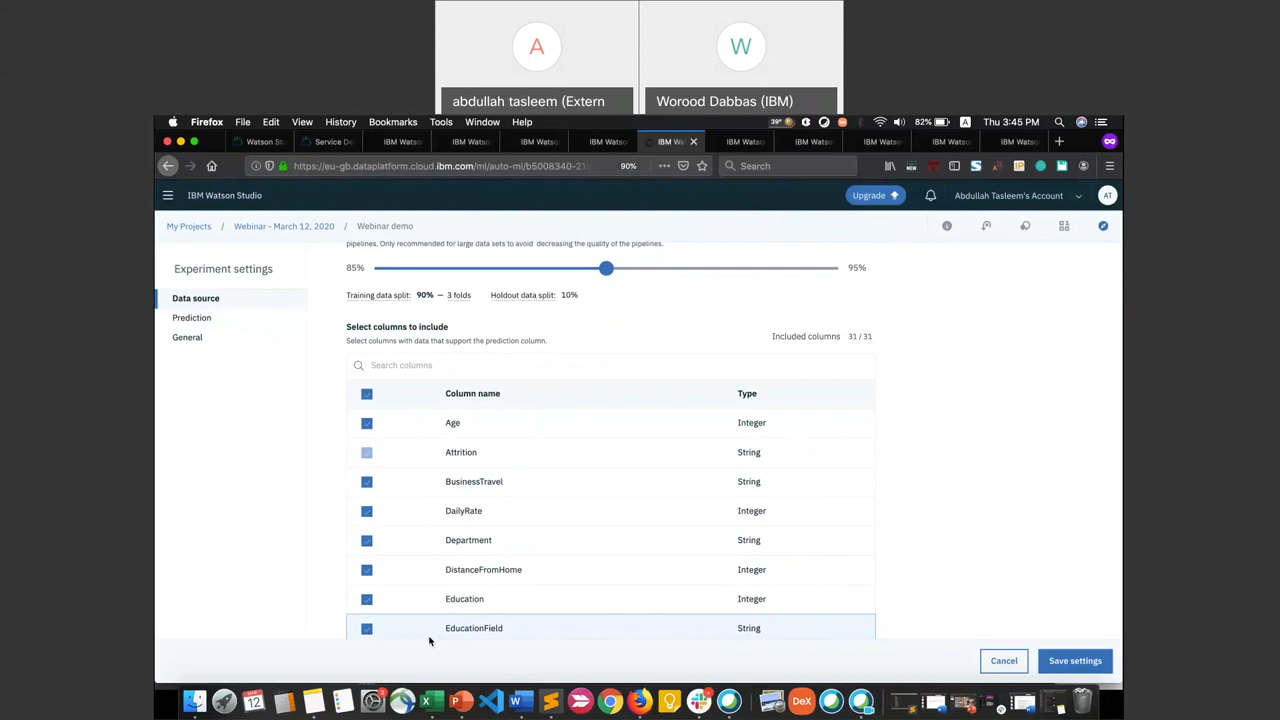 A
W
abdullah tasleem (Extern
Worood Dabbas (IBM)
Firefox File Edit View History Bookmarks Tools Window Help
39° 82% A Thu 3:45 PM
Watson St Service De IBM Wats IBM Wats IBM Wats IBM Wats IBM Wa IBM Wats IBM Wats IBM Wats IBM Wats IBM Wats
https://eu-gb.dataplatform.cloud.ibm.com/ml/auto-ml/b5008340-21 90% Search
IBM Watson Studio
Upgrade
Abdullah Tasleem's Account
AT
My Projects / Webinar - March 12, 2020 / Webinar demo
pipelines. Only recommended for large data sets to avoid decreasing the quality of the pipelines.
Experiment settings
Data source
Prediction
General
85% 95%
Training data split: 90% — 3 folds Holdout data split: 10%
Select columns to include
Select columns with data that support the prediction column.
Included columns 31 / 31
Search columns
Column name Type
Age Integer
Attrition String
BusinessTravel String
DailyRate Integer
Department String
DistanceFromHome Integer
Education Integer
EducationField String
Cancel Save settings
DeX